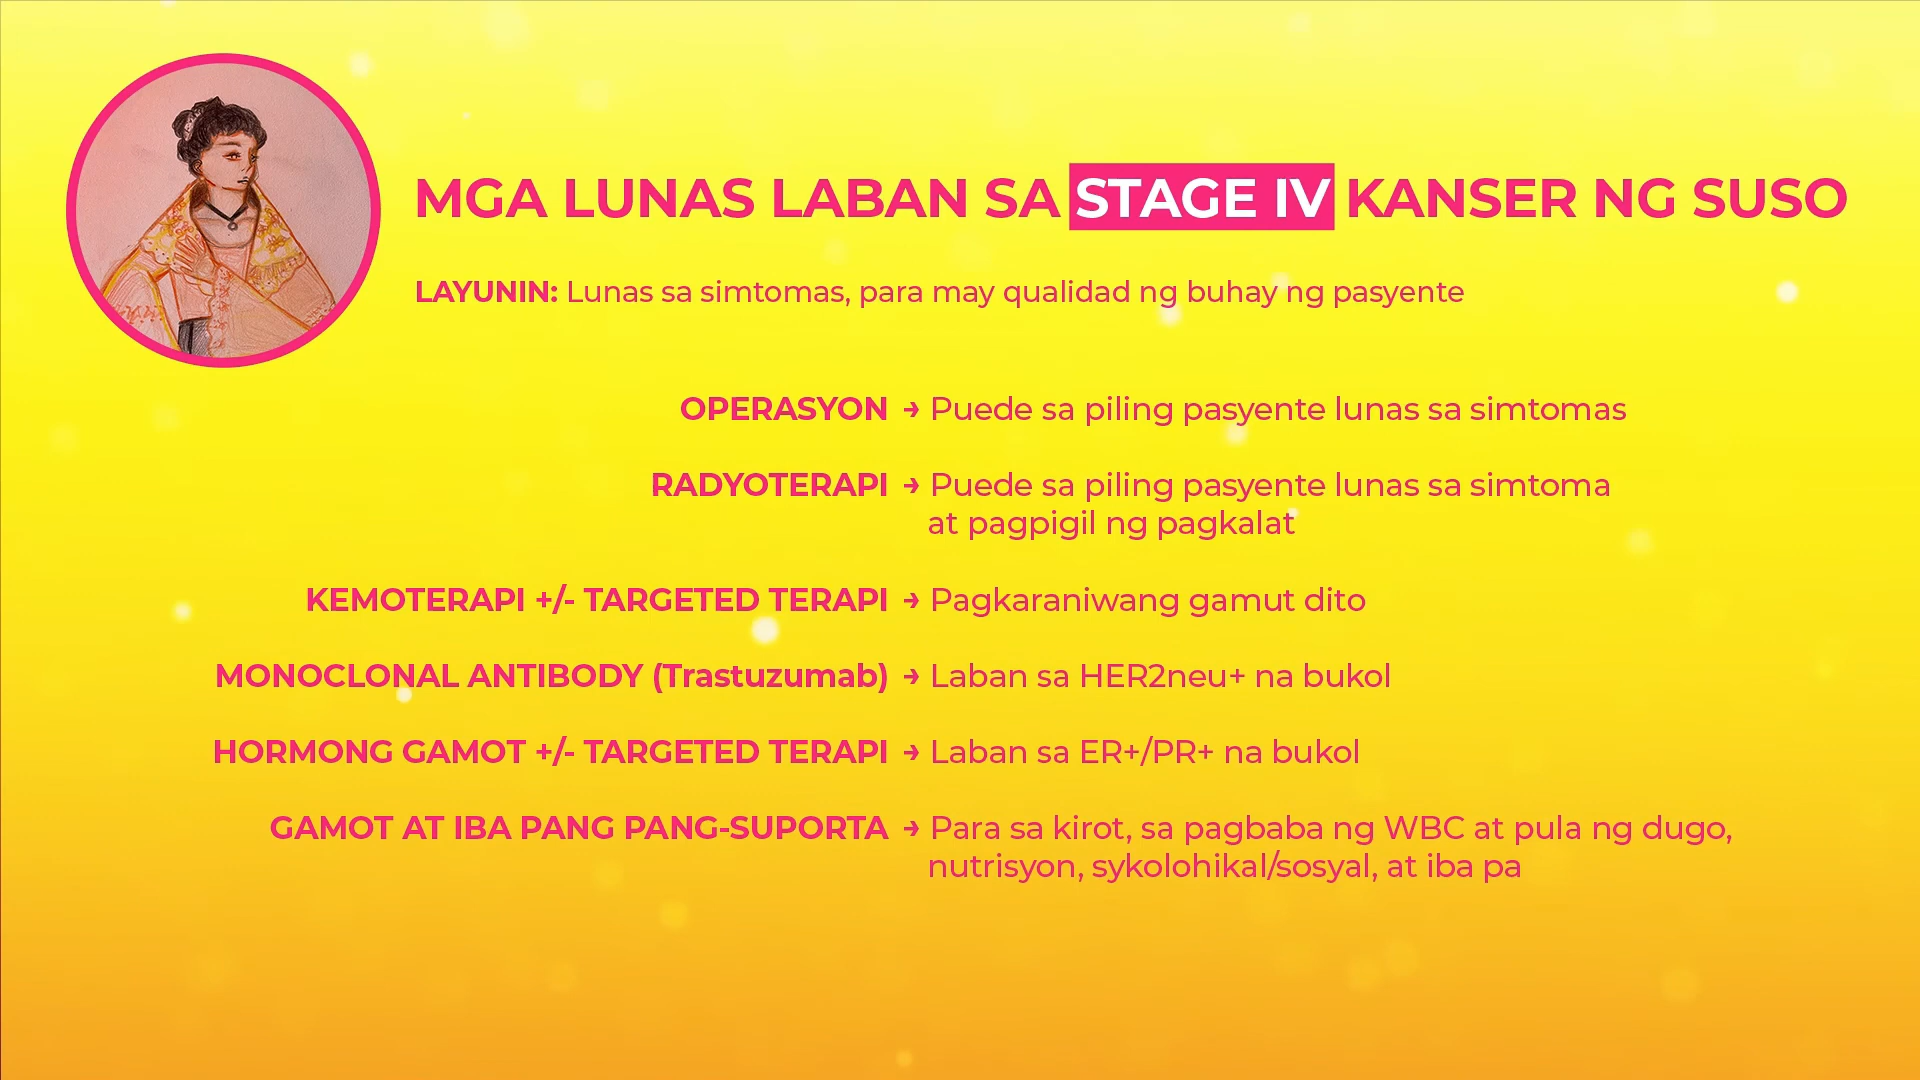 MGA LUNAS LABAN SA STAGE IV KANSER NG SUSO
LAYUNIN: Lunas sa simtomas, para may qualidad ng buhay ng pasyente
OPERASYON → Puede sa piling pasyente lunas sa simtomas
RADYOTERAPI → Puede sa piling pasyente lunas sa simtoma
at pagpigil ng pagkalat
KEMOTERAPI +/- TARGETED TERAPI → Pagkaraniwang gamut dito
MONOCLONAL ANTIBODY (Trastuzumab) → Laban sa HER2neu+ na bukol
HORMONG GAMOT +/- TARGETED TERAPI → Laban sa ER+/PR+ na bukol
GAMOT AT IBA PANG PANG-SUPORTA → Para sa kirot, sa pagbaba ng WBC at pula ng dugo,
nutrisyon, sykolohikal/sosyal, at iba pa